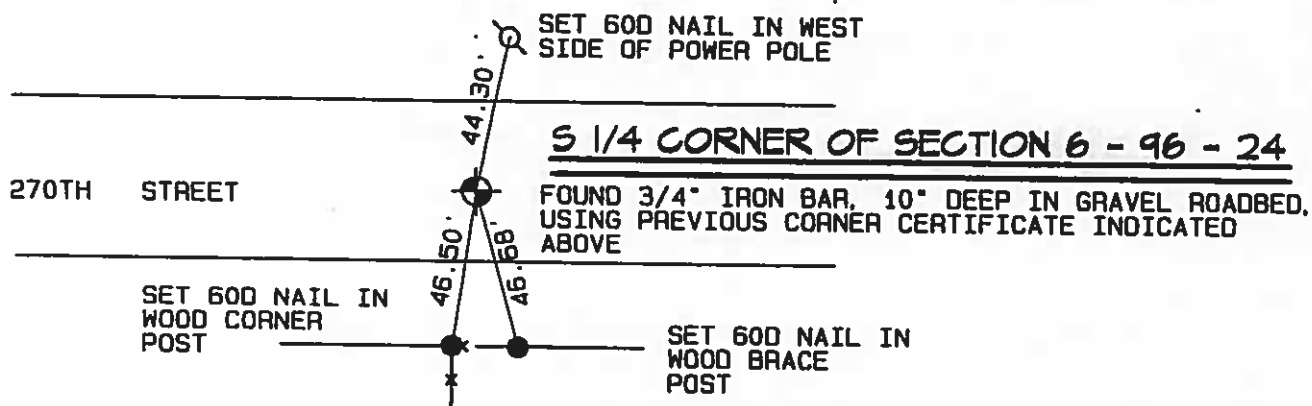 SET 60D NAIL IN WEST
SIDE OF POWER POLE
44.30'
S 1/4 CORNER OF SECTION 6 - 96 - 24
270TH STREET
FOUND 3/4" IRON BAR, 10" DEEP IN GRAVEL ROADBED,
USING PREVIOUS CORNER CERTIFICATE INDICATED
ABOVE
46.50'
46.68'
SET 60D NAIL IN
WOOD CORNER
POST
SET 60D NAIL IN
WOOD BRACE
POST